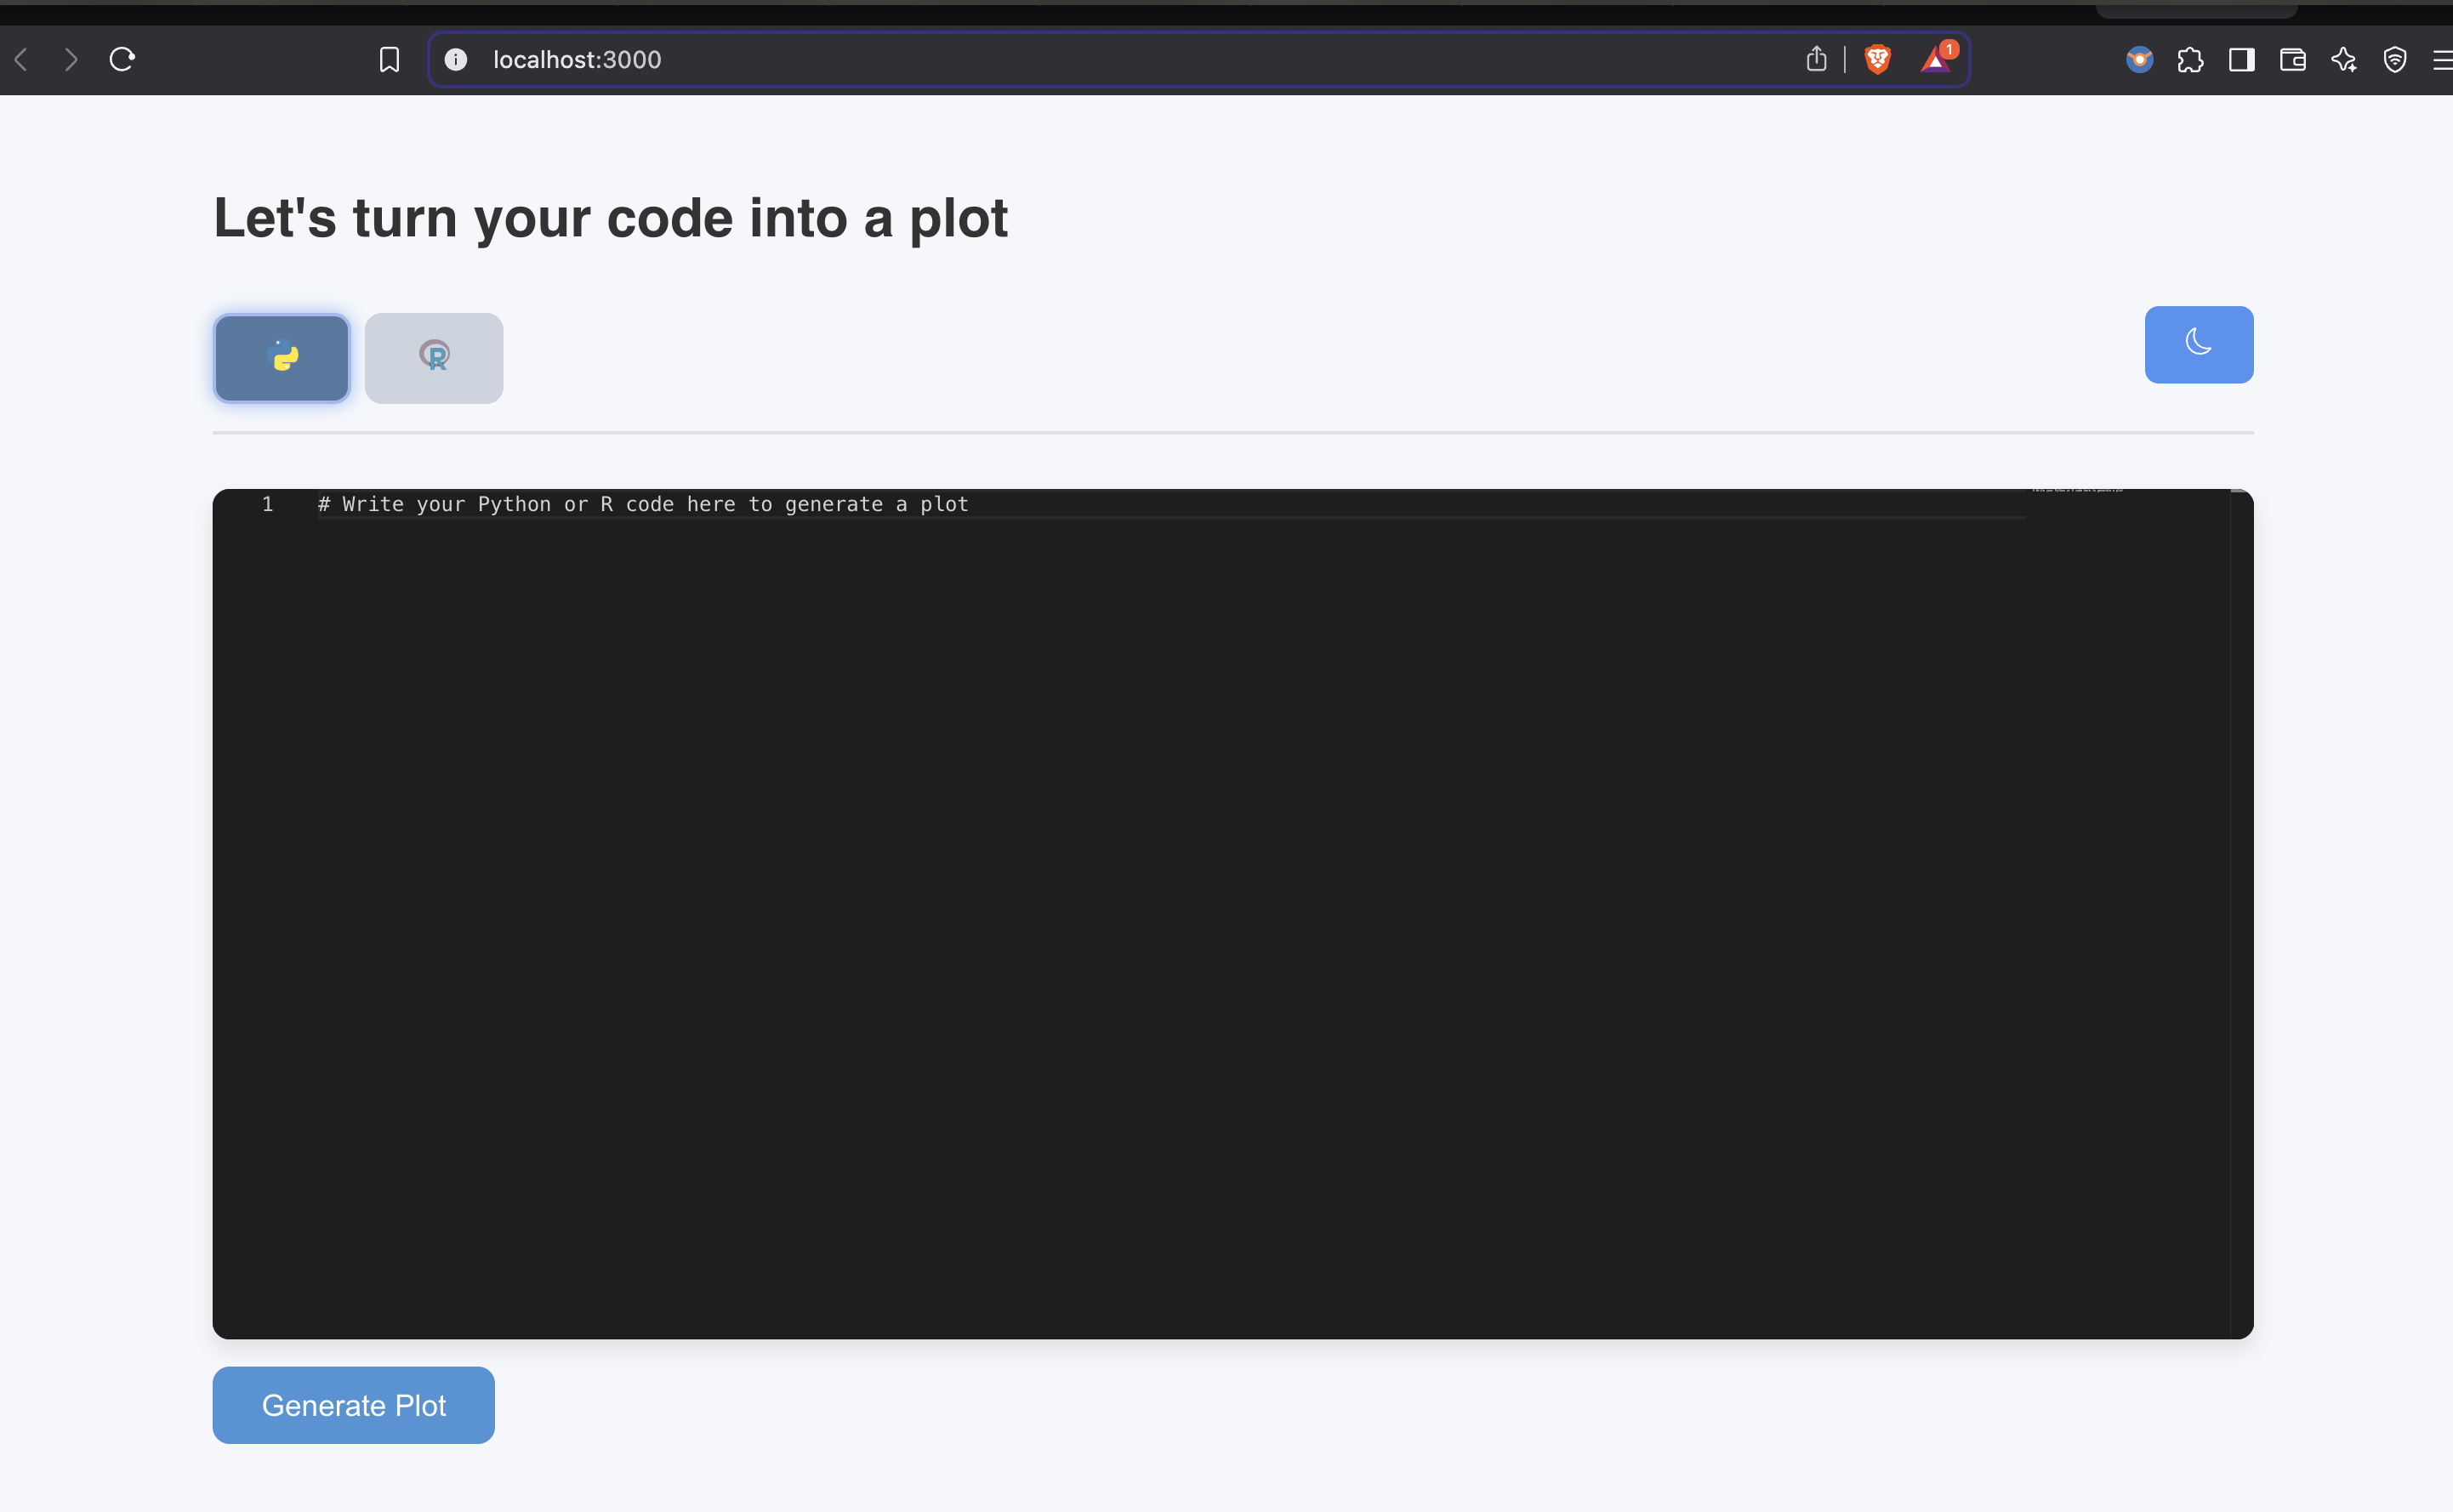 localhost:3000
1
Let's turn your code into a plot
R
1 # Write your Python or R code here to generate a plot
Generate Plot